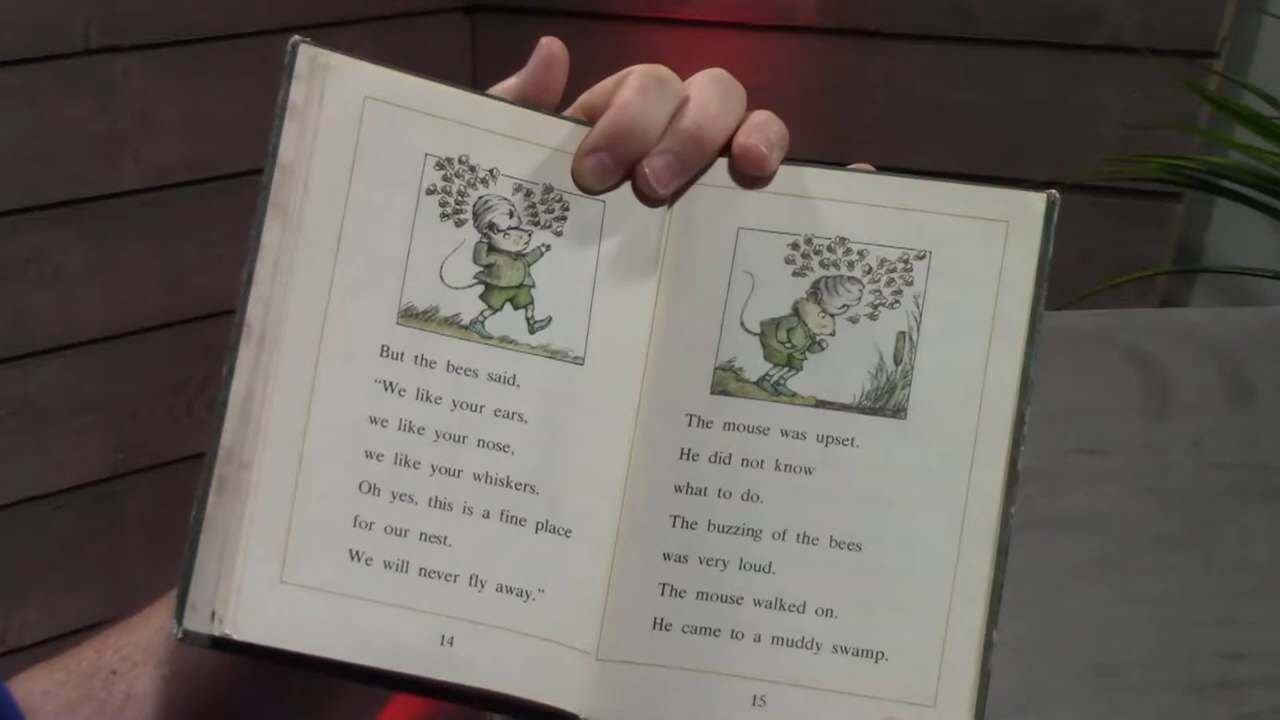 But the bees said,
“We like your ears,
we like your nose,
we like your whiskers.
Oh yes, this is a fine place
for our nest.
We will never fly away.”
14
The mouse was upset.
He did not know
what to do.
The buzzing of the bees
was very loud.
The mouse walked on.
He came to a muddy swamp.
15